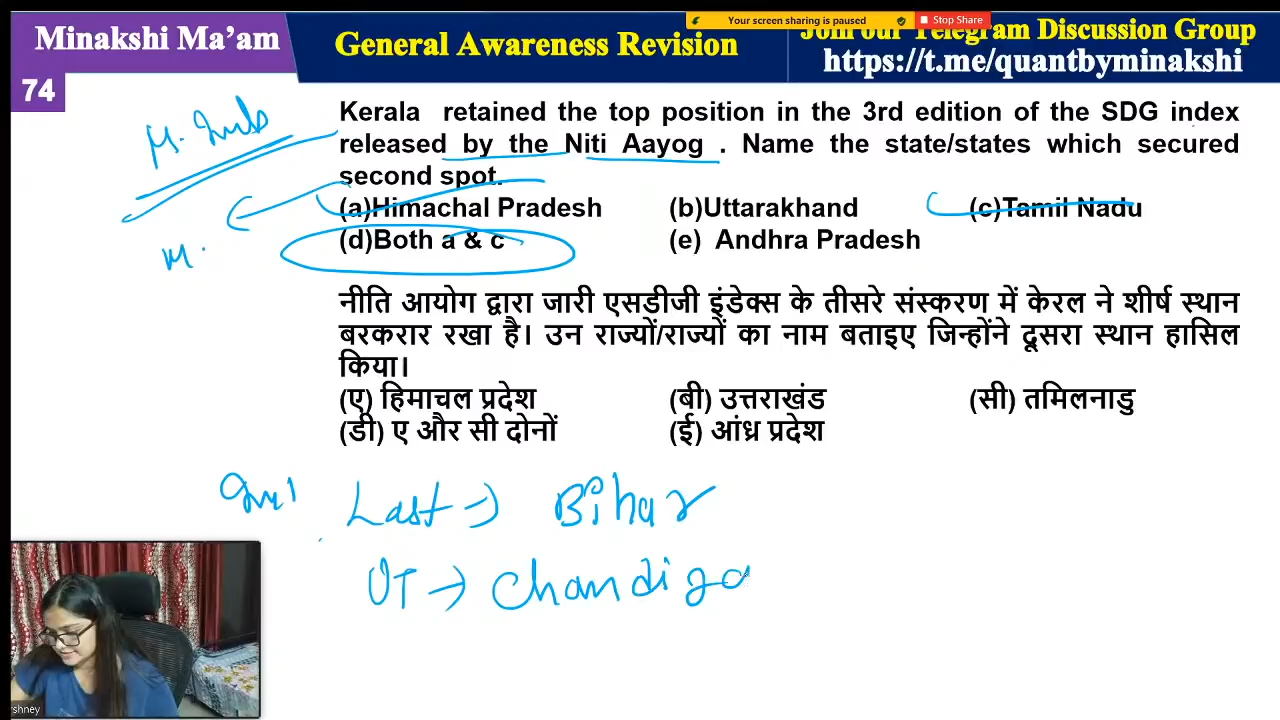 Your screen sharing is paused
Stop Share
Minakshi Ma'am
General Awareness Revision
Join our Telegram Discussion Group
https://t.me/quantbyminakshi
74
Kerala retained the top position in the 3rd edition of the SDG index
released by the Niti Aayog . Name the state/states which secured
second spot.
(a)Himachal Pradesh (b)Uttarakhand (c)Tamil Nadu
(d)Both a & c (e) Andhra Pradesh
नीति आयोग द्वारा जारी एसडीजी इंडेक्स के तीसरे संस्करण में केरल ने शीर्ष स्थान
बरकरार रखा है। उन राज्यों/राज्यों का नाम बताइए जिन्होंने दूसरा स्थान हासिल
किया।
(ए) हिमाचल प्रदेश (बी) उत्तराखंड (सी) तमिलनाडु
(डी) ए और सी दोनों (ई) आंध्र प्रदेश
Last → Bihar
UT → Chandiga
rshney